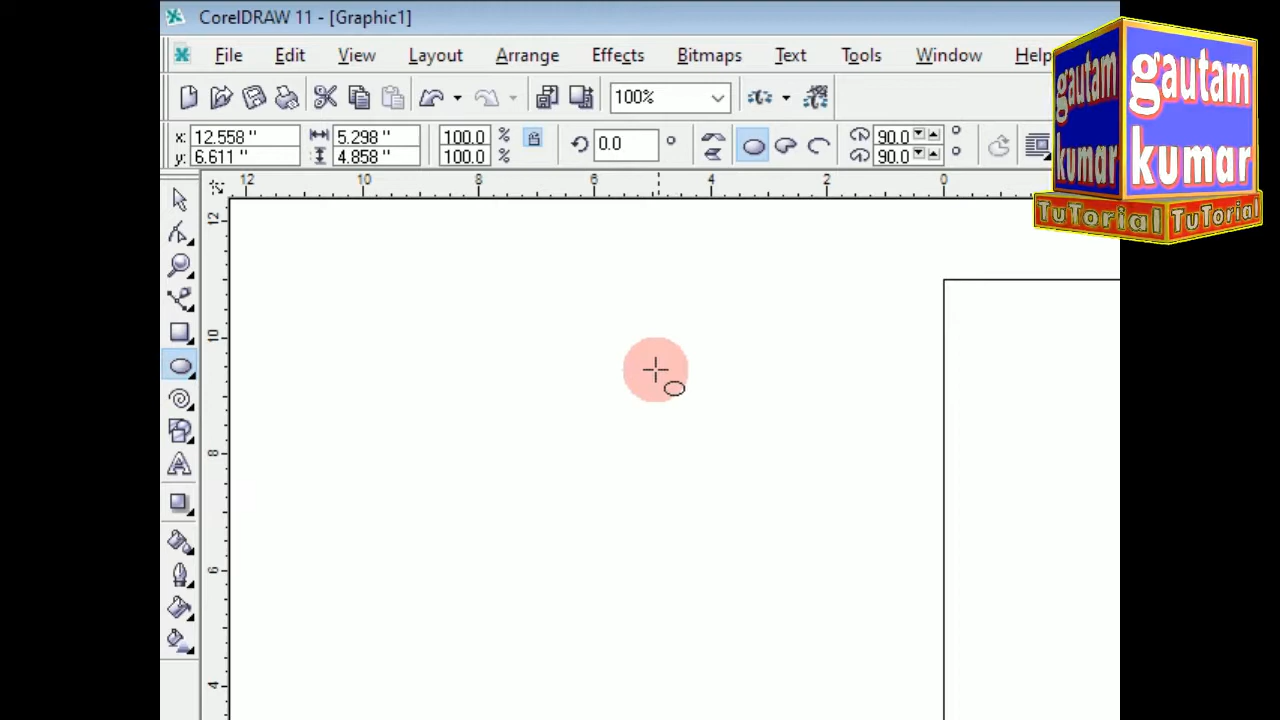 CorelDRAW 11 - [Graphic1]
File Edit View Layout Arrange Effects Bitmaps Text Tools Window Help
100%
x: 12.558 " 5.298 " 100.0 % 0.0 ° 90.0 °
y: 6.611 " 4.858 " 100.0 % 90.0 °
12 10 8 6 4 2 0
12
10
8
6
4
gautam
kumar
TuTorial
gautam
kumar
TuTorial